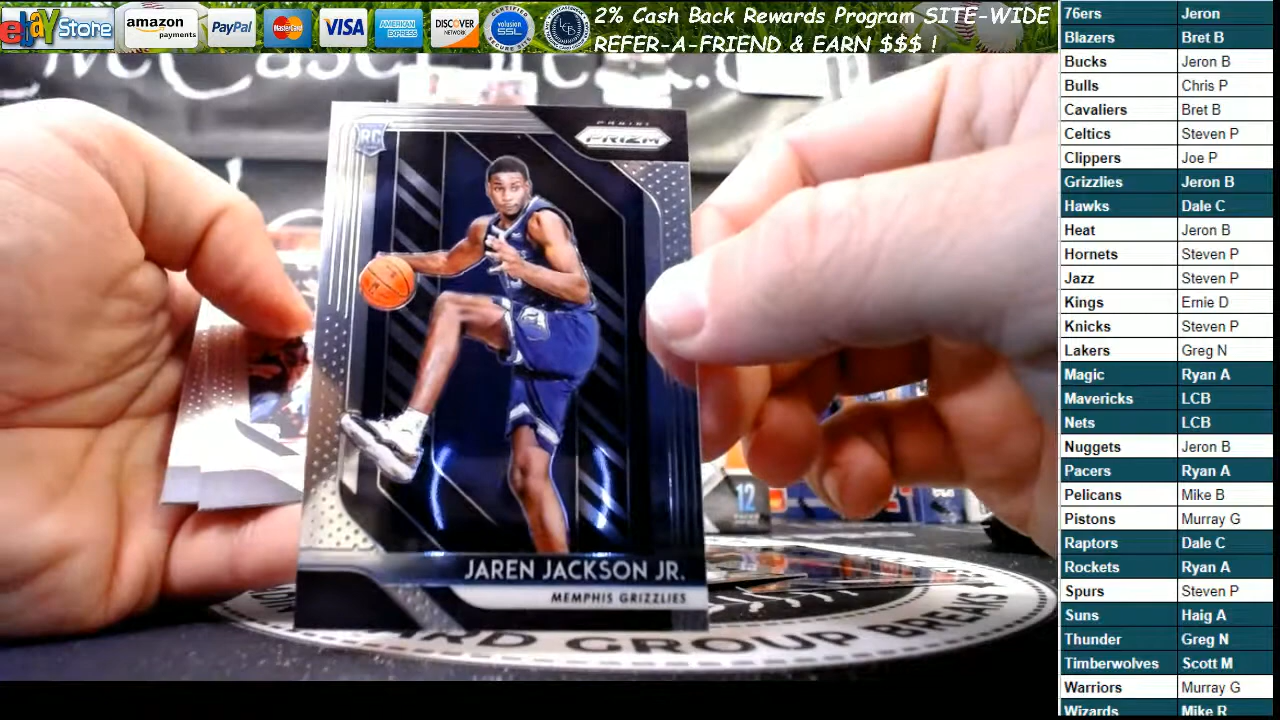 ebay Store
amazon payments
PayPal
MasterCard
VISA
AMERICAN EXPRESS
DISCOVER NETWORK
volusion SSL
LCB
2% Cash Back Rewards Program SITE-WIDE
REFER-A-FRIEND & EARN $$$ !
RC
PANINI
PRIZM
JAREN JACKSON JR.
MEMPHIS GRIZZLIES
12
CARD GROUP BREAKS
76ers Jeron
Blazers Bret B
Bucks Jeron B
Bulls Chris P
Cavaliers Bret B
Celtics Steven P
Clippers Joe P
Grizzlies Jeron B
Hawks Dale C
Heat Jeron B
Hornets Steven P
Jazz Steven P
Kings Ernie D
Knicks Steven P
Lakers Greg N
Magic Ryan A
Mavericks LCB
Nets LCB
Nuggets Jeron B
Pacers Ryan A
Pelicans Mike B
Pistons Murray G
Raptors Dale C
Rockets Ryan A
Spurs Steven P
Suns Haig A
Thunder Greg N
Timberwolves Scott M
Warriors Murray G
Wizards Mike R